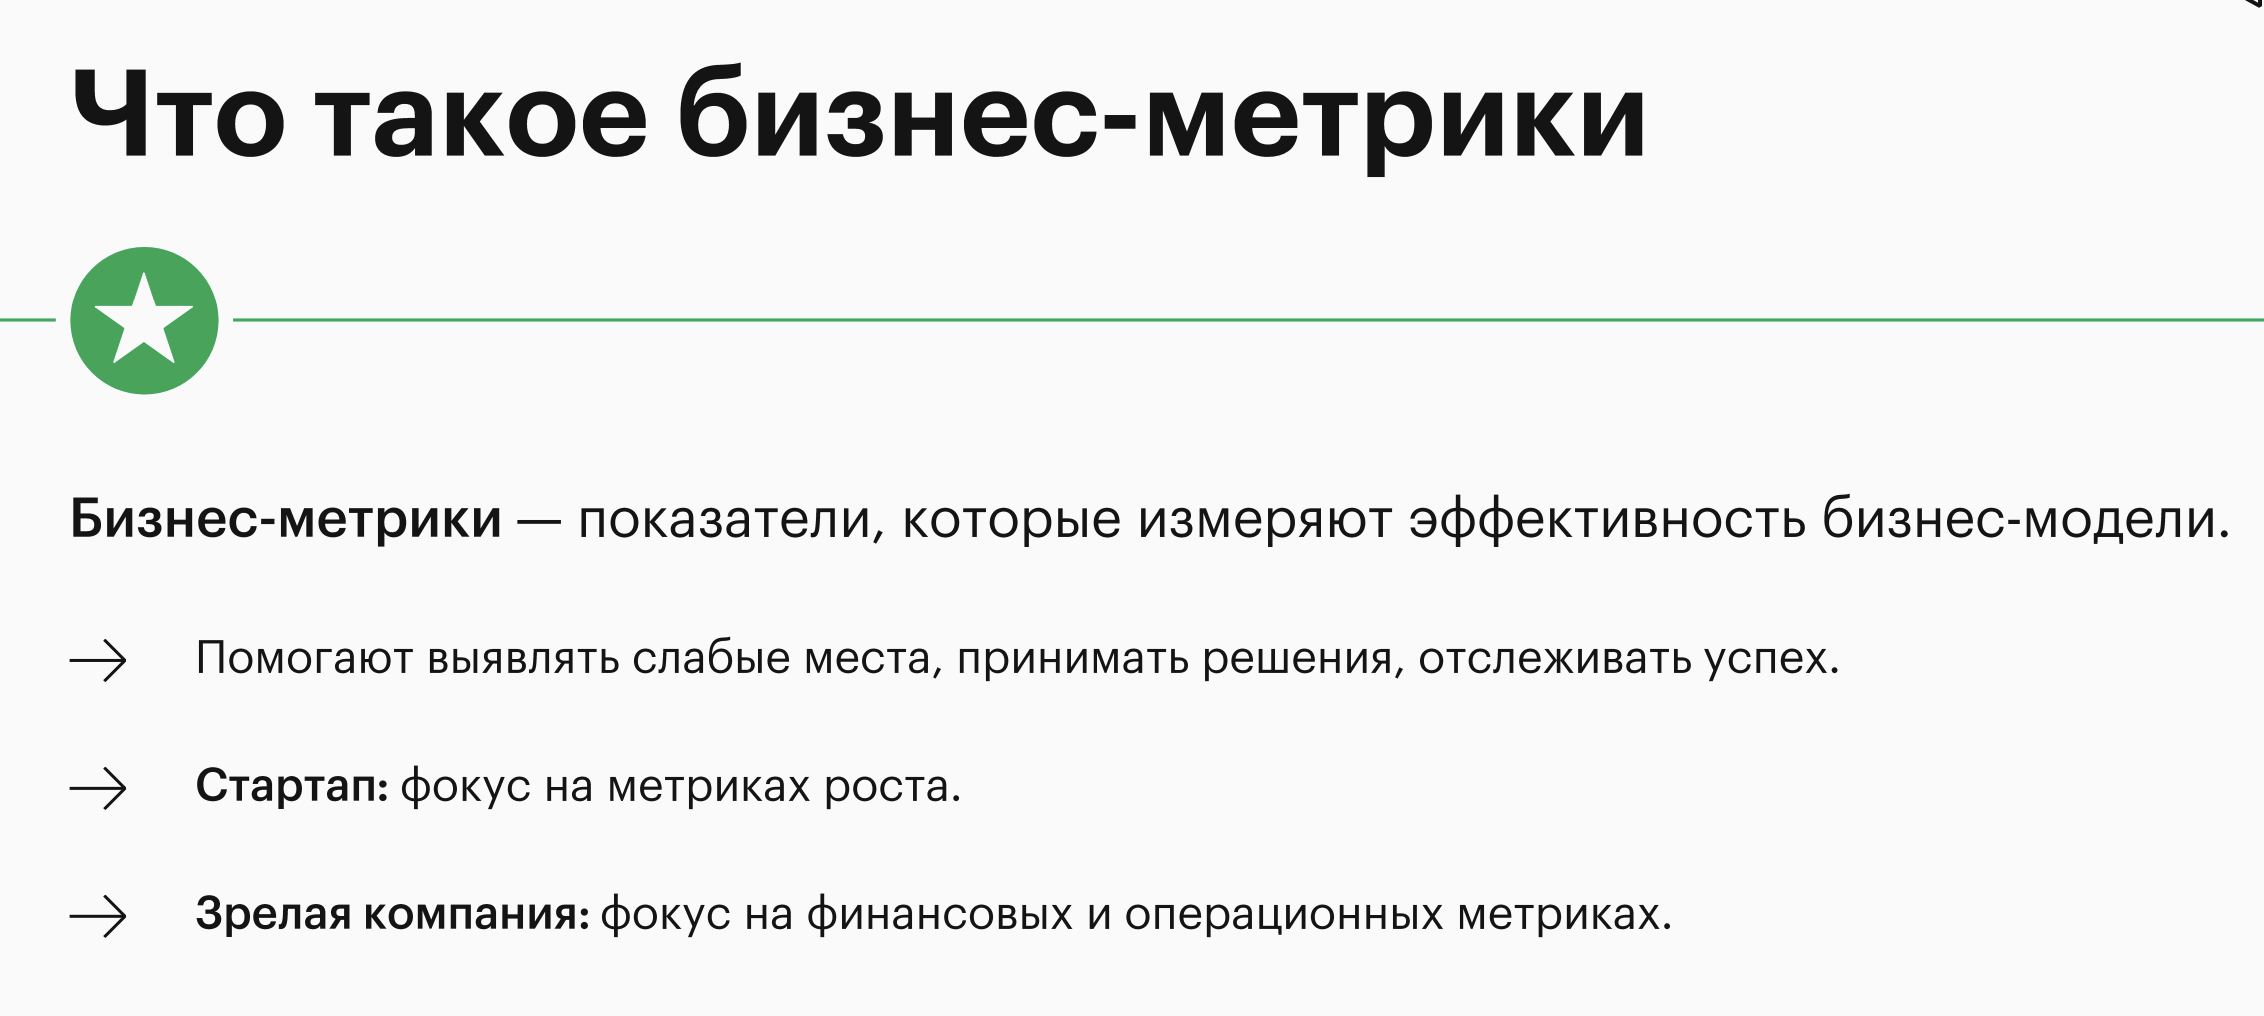 Что такое бизнес-метрики
Бизнес-метрики — показатели, которые измеряют эффективность бизнес-модели.
Помогают выявлять слабые места, принимать решения, отслеживать успех.
Стартап: фокус на метриках роста.
Зрелая компания: фокус на финансовых и операционных метриках.